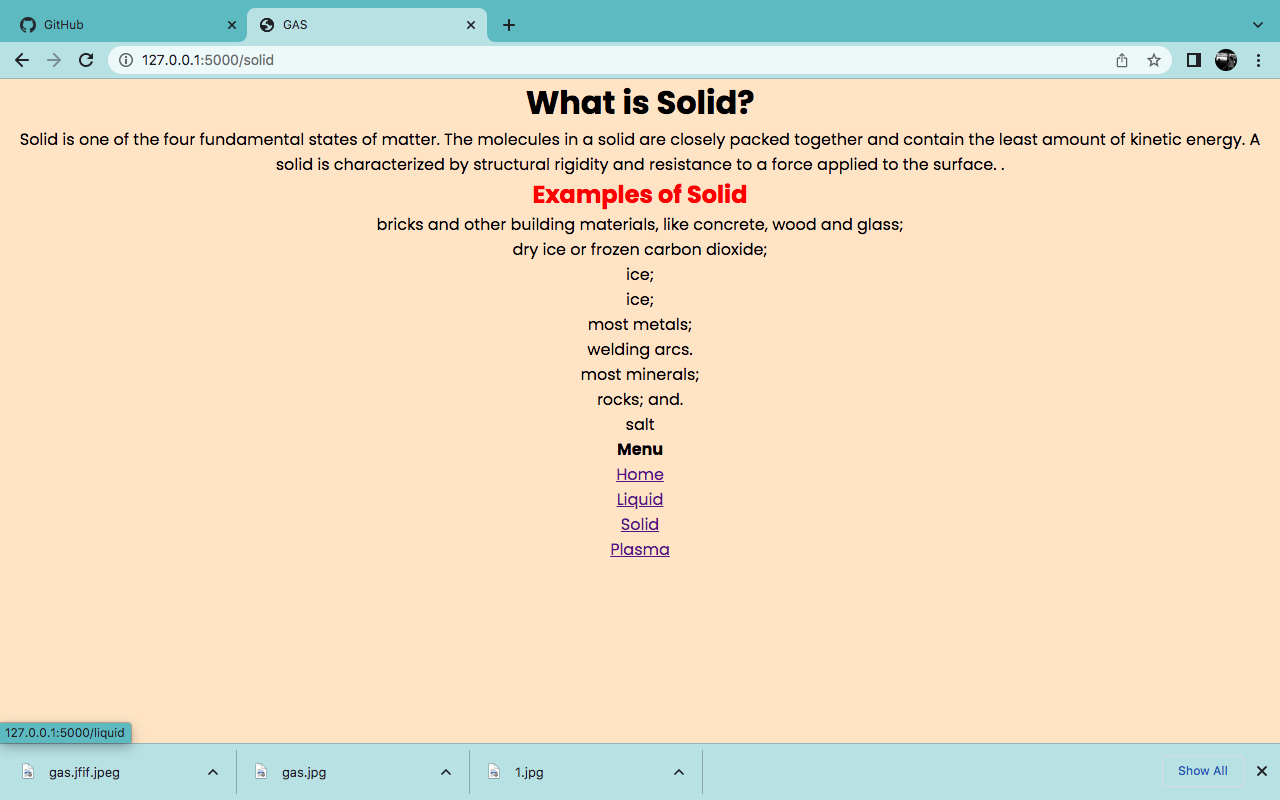 GitHub
GAS
127.0.0.1:5000/solid
What is Solid?
Solid is one of the four fundamental states of matter. The molecules in a solid are closely packed together and contain the least amount of kinetic energy. A
solid is characterized by structural rigidity and resistance to a force applied to the surface. .
Examples of Solid
bricks and other building materials, like concrete, wood and glass;
dry ice or frozen carbon dioxide;
ice;
ice;
most metals;
welding arcs.
most minerals;
rocks; and.
salt
Menu
Home
Liquid
Solid
Plasma
127.0.0.1:5000/liquid
gas.jfif.jpeg
gas.jpg
1.jpg
Show All